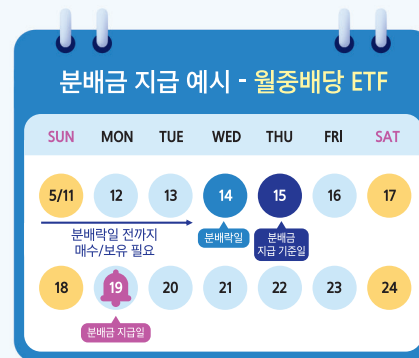 분배금 지급 예시 - 월중배당 ETF
SUN MON TUE WED THU FRI SAT
5/11 12 13 14 15 16 17
분배락일 전까지
매수/보유 필요
분배락일
분배금
지급 기준일
18 19 20 21 22 23 24
분배금 지급일